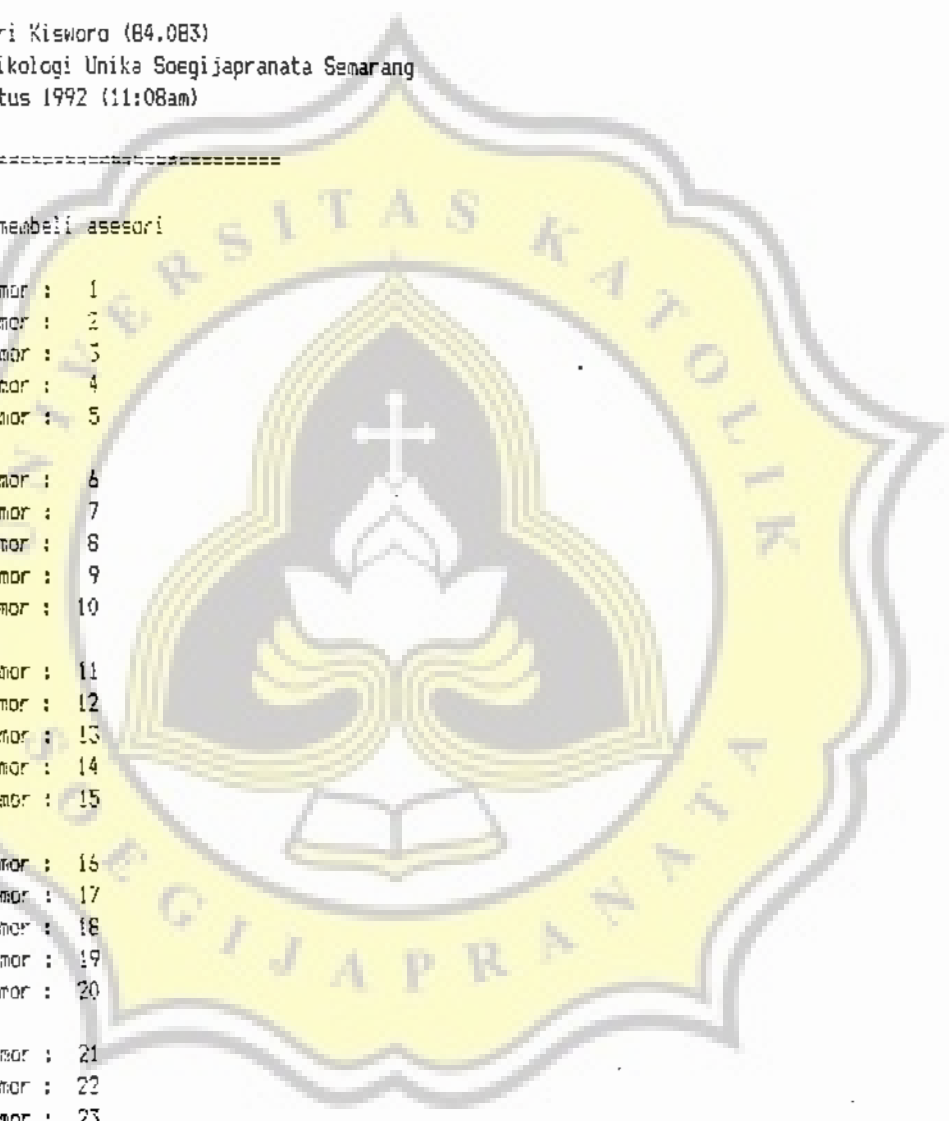 ri Kisworo (84.083)
ikologi Unika Soegijapranata Semarang
tus 1992 (11:08am)
==========================
membeli asesori
mor : 1
mor : 2
mor : 3
mor : 4
mor : 5
mor : 6
mor : 7
mor : 8
mor : 9
mor : 10
mor : 11
mor : 12
mor : 13
mor : 14
mor : 15
mor : 16
mor : 17
mor : 18
mor : 19
mor : 20
mor : 21
mor : 22
mor : 23
UNIVERSITAS KATOLIK
SOEGIJAPRANATA